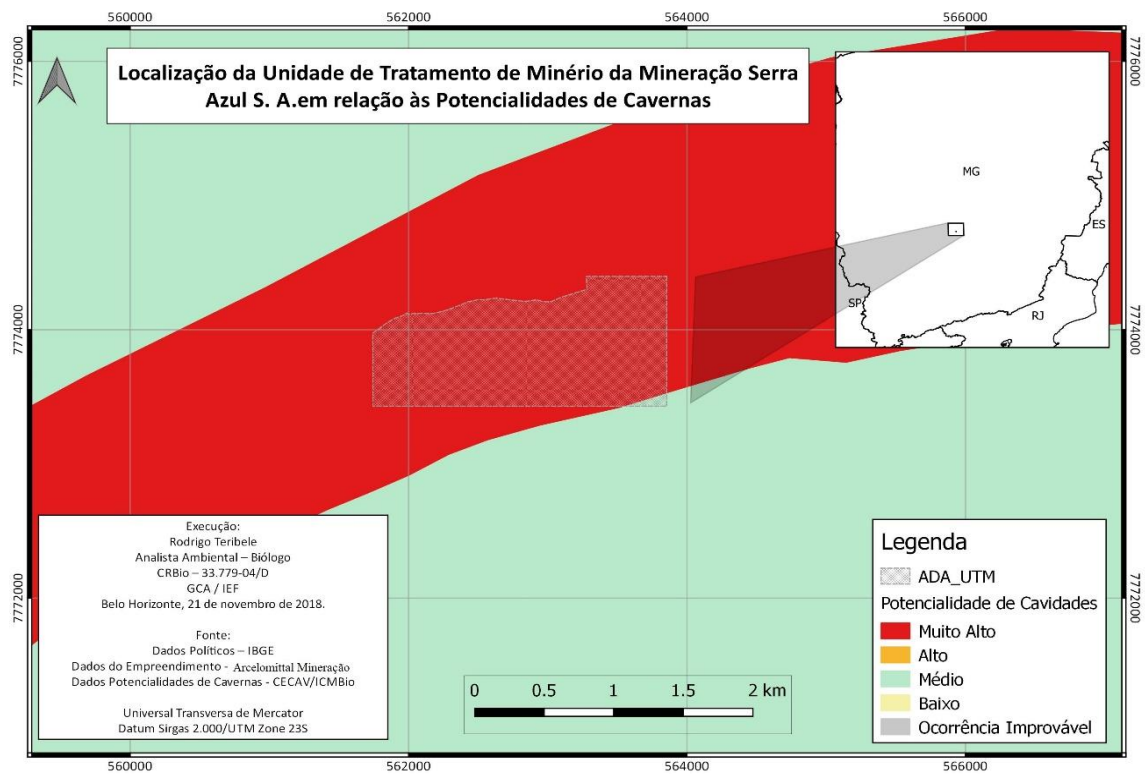 560000
562000
564000
566000
7776000
7776000
Localização da Unidade de Tratamento de Minério da Mineração Serra
Azul S. A.em relação às Potencialidades de Cavernas
MG
ES
SP
RJ
7774000
7774000
Execução:
Rodrigo Teribele
Analista Ambiental – Biólogo
CRBio – 33.779-04/D
GCA / IEF
Belo Horizonte, 21 de novembro de 2018.
Fonte:
Dados Políticos – IBGE
Dados do Empreendimento - Arcelomittal Mineração
Dados Potencialidades de Cavernas - CECAV/ICMBio
Universal Transversa de Mercator
Datum Sirgas 2.000/UTM Zone 23S
0 0.5 1 1.5 2 km
Legenda
ADA_UTM
Potencialidade de Cavidades
Muito Alto
Alto
Médio
Baixo
Ocorrência Improvável
7772000
7772000
560000
562000
564000
566000